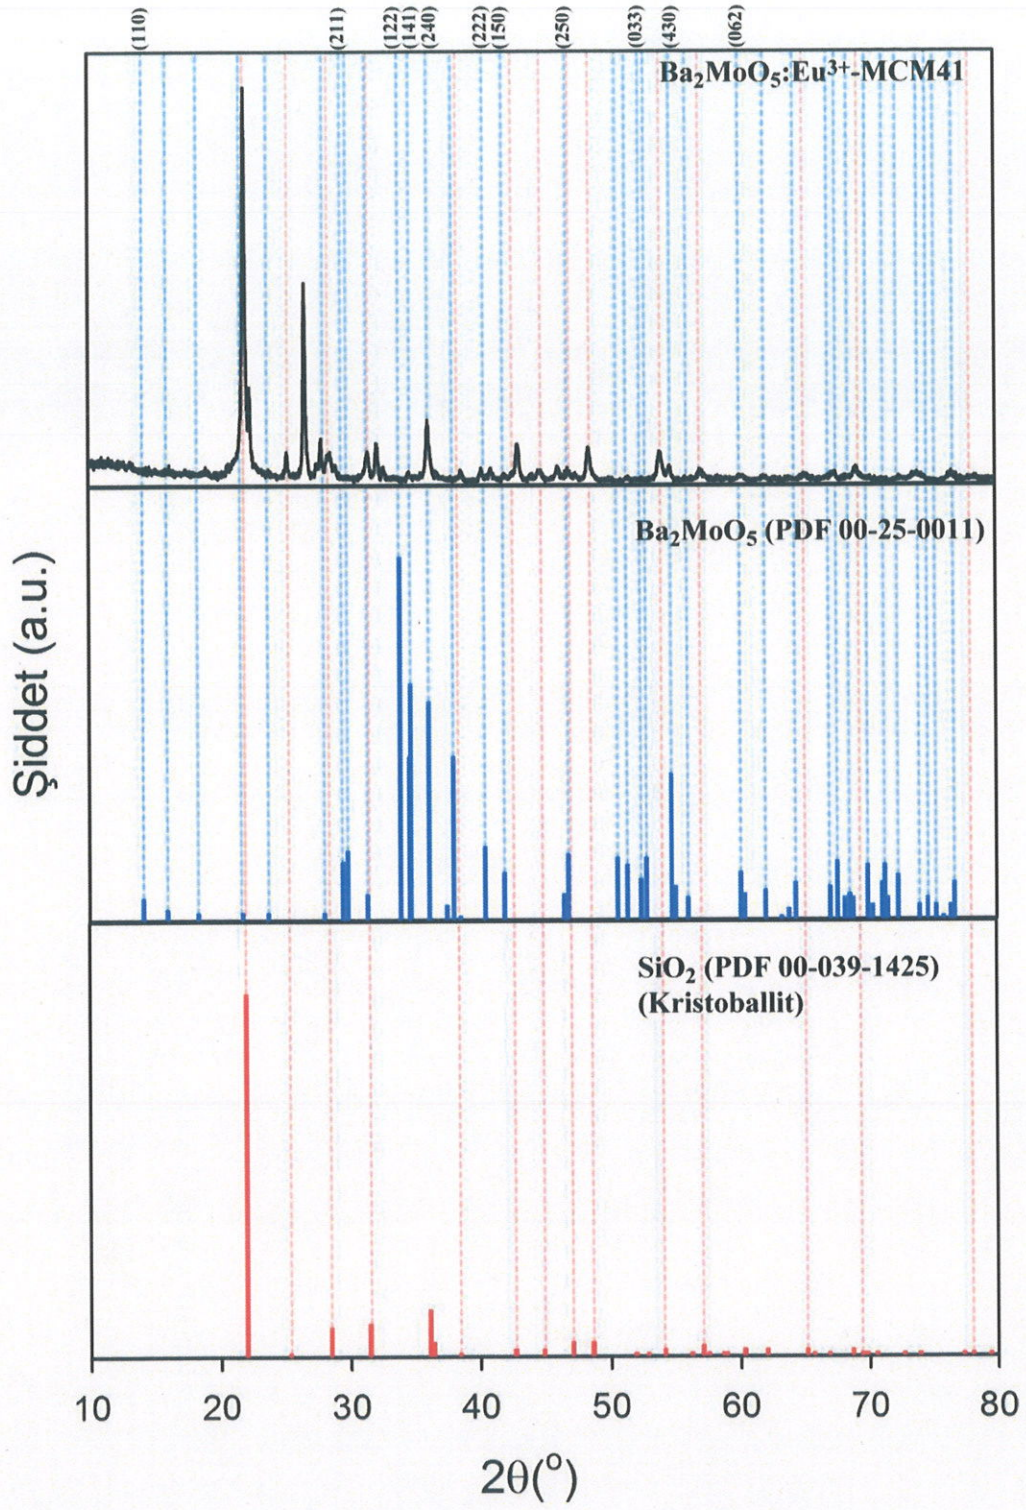 (110) (211) (122) (141) (240) (222) (150) (250) (033) (430) (062)
Ba₂MoO₅:Eu³⁺-MCM41
Ba₂MoO₅ (PDF 00-25-0011)
SiO₂ (PDF 00-039-1425)
(Kristoballit)
Şiddet (a.u.)
10 20 30 40 50 60 70 80
2θ(°)